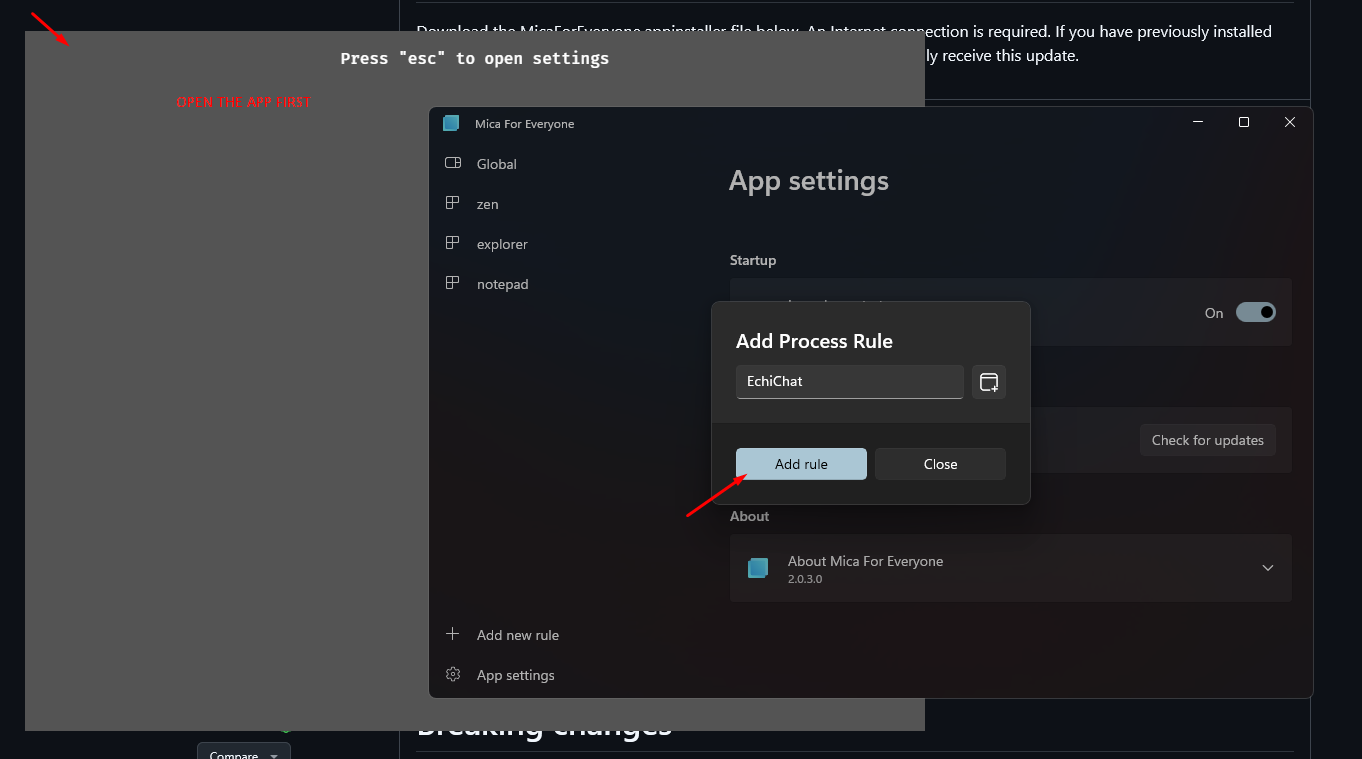 Download the MicaForEveryone appinstaller file below. An Internet connection is required. If you have previously installed
ly receive this update.
Press "esc" to open settings
OPEN THE APP FIRST
Mica For Everyone
Global
zen
explorer
notepad
Add new rule
App settings
App settings
Startup
On
Add Process Rule
EchiChat
Add rule
Close
Check for updates
About
About Mica For Everyone
2.0.3.0
Breaking changes
Compare